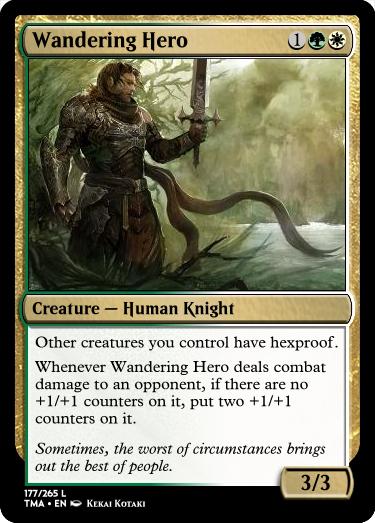 Wandering Hero 1
Creature — Human Knight
Other creatures you control have hexproof.
Whenever Wandering Hero deals combat
damage to an opponent, if there are no
+1/+1 counters on it, put two +1/+1
counters on it.
Sometimes, the worst of circumstances brings
out the best of people.
3/3
177/265 L
TMA • EN Kekai Kotaki